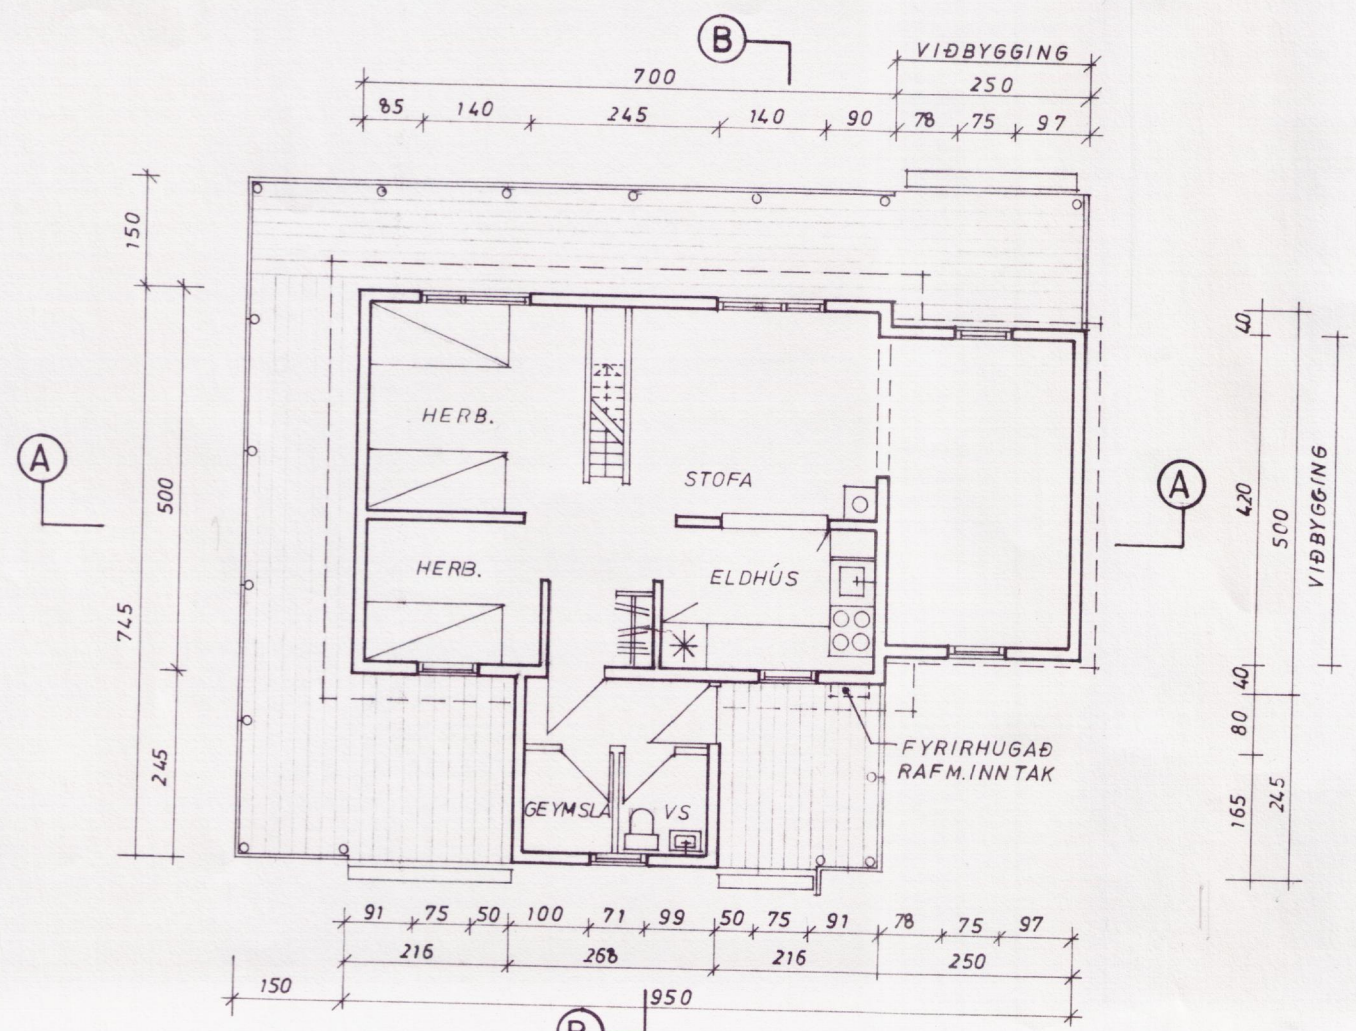 B
VIÐBYGGING
700
250
85 140 245 140 90 78 75 97
150
40
HERB.
A
STOFA
A
500
420
500
VIÐBYGGING
HERB.
ELDHÚS
745
40
80
FYRIRHUGAÐ
RAFM.INNTAK
245
GEYMSLA
VS
165
245
91 75 50 100 71 99 50 75 91 78 75 97
216 268 216 250
150
950
B